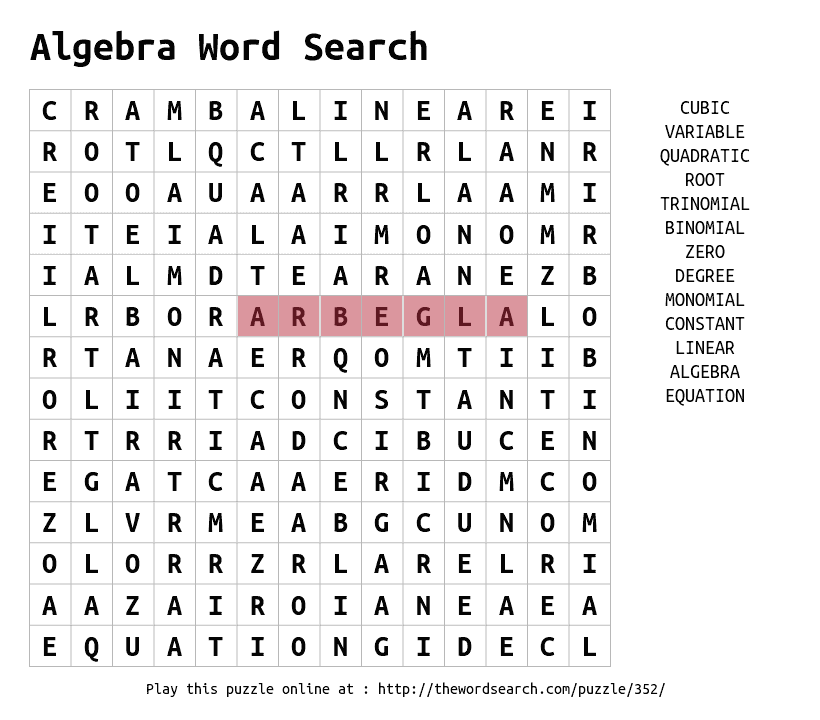 Algebra Word Search
C R A M B A L I N E A R E I
R O T L Q C T L L R L A N R
E O O A U A A R R L A A M I
I T E I A L A I M O N O M R
I A L M D T E A R A N E Z B
L R B O R A R B E G L A L O
R T A N A E R Q O M T I I B
O L I I T C O N S T A N T I
R T R R I A D C I B U C E N
E G A T C A A E R I D M C O
Z L V R M E A B G C U N O M
O L O R R Z R L A R E L R I
A A Z A I R O I A N E A E A
E Q U A T I O N G I D E C L
CUBIC
VARIABLE
QUADRATIC
ROOT
TRINOMIAL
BINOMIAL
ZERO
DEGREE
MONOMIAL
CONSTANT
LINEAR
ALGEBRA
EQUATION
Play this puzzle online at : http://thewordsearch.com/puzzle/352/